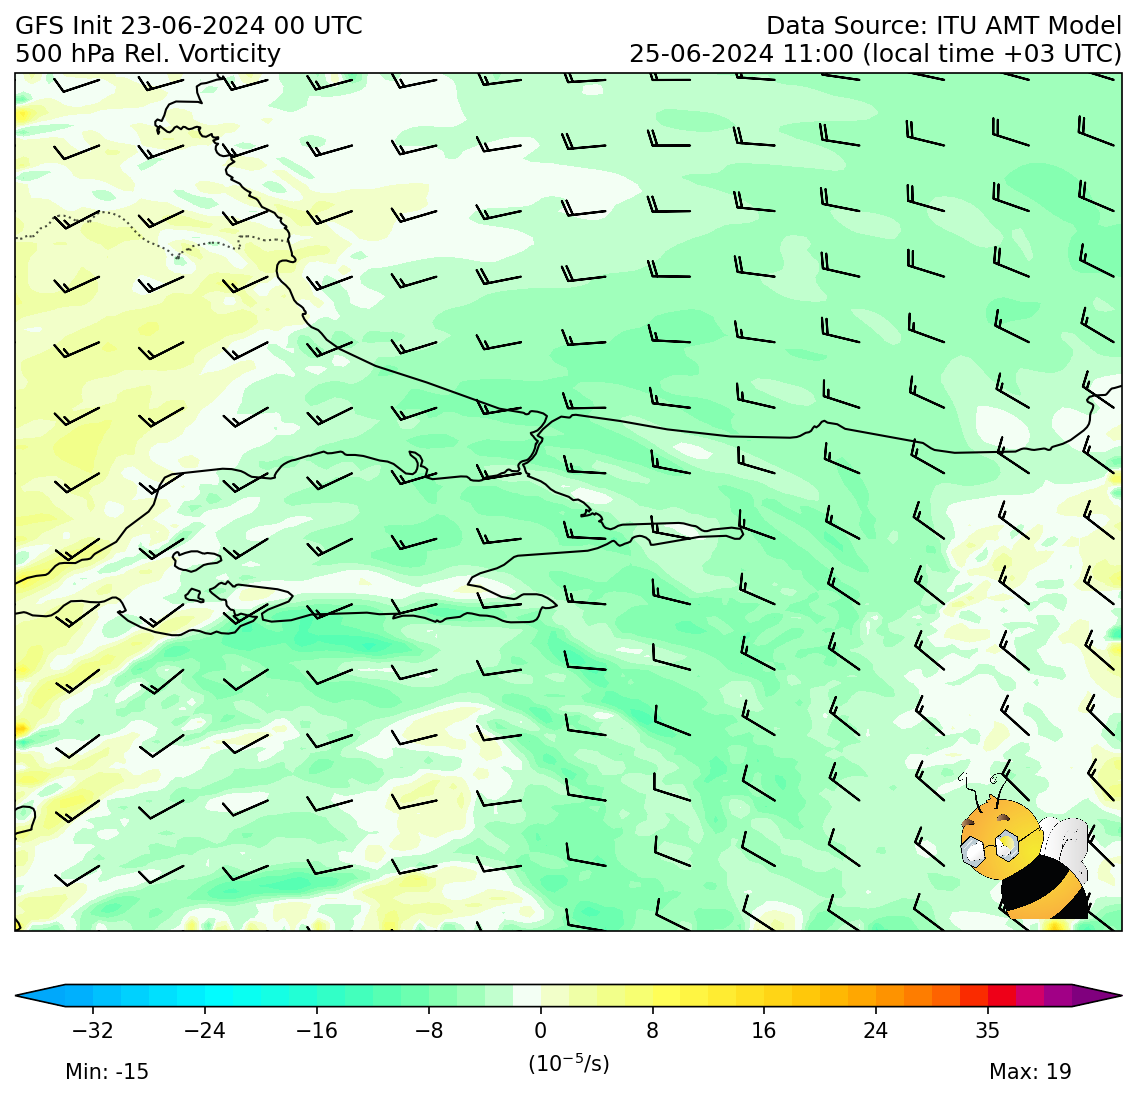 GFS Init 23-06-2024 00 UTC
Data Source: ITU AMT Model
500 hPa Rel. Vorticity
25-06-2024 11:00 (local time +03 UTC)
−32 −24 −16 −8 0 8 16 24 35
(10⁻⁵/s)
Min: -15
Max: 19